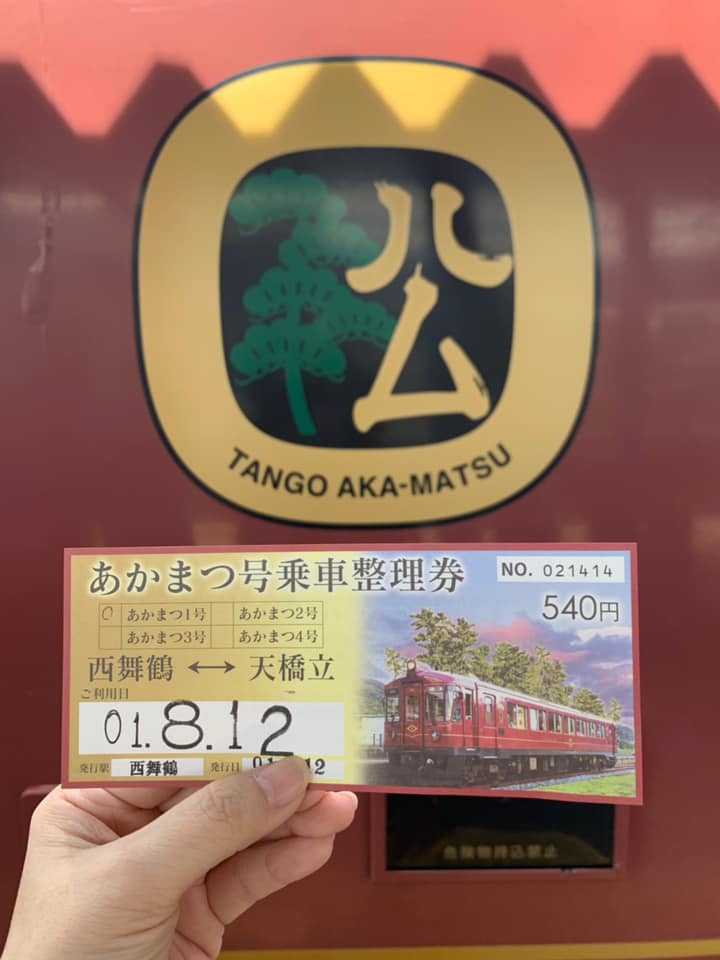 公
TANGO AKA-MATSU
あかまつ号乗車整理券
NO. 021414
540円
○ あかまつ1号 あかまつ2号
あかまつ3号 あかまつ4号
西舞鶴 ↔ 天橋立
ご利用日
01.8.12
発行駅 西舞鶴 発行日
危険物持込禁止